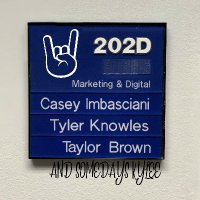 202D
Marketing & Digital
Casey Imbasciani
Tyler Knowles
Taylor Brown
AND SOMEDAYS KYLEE